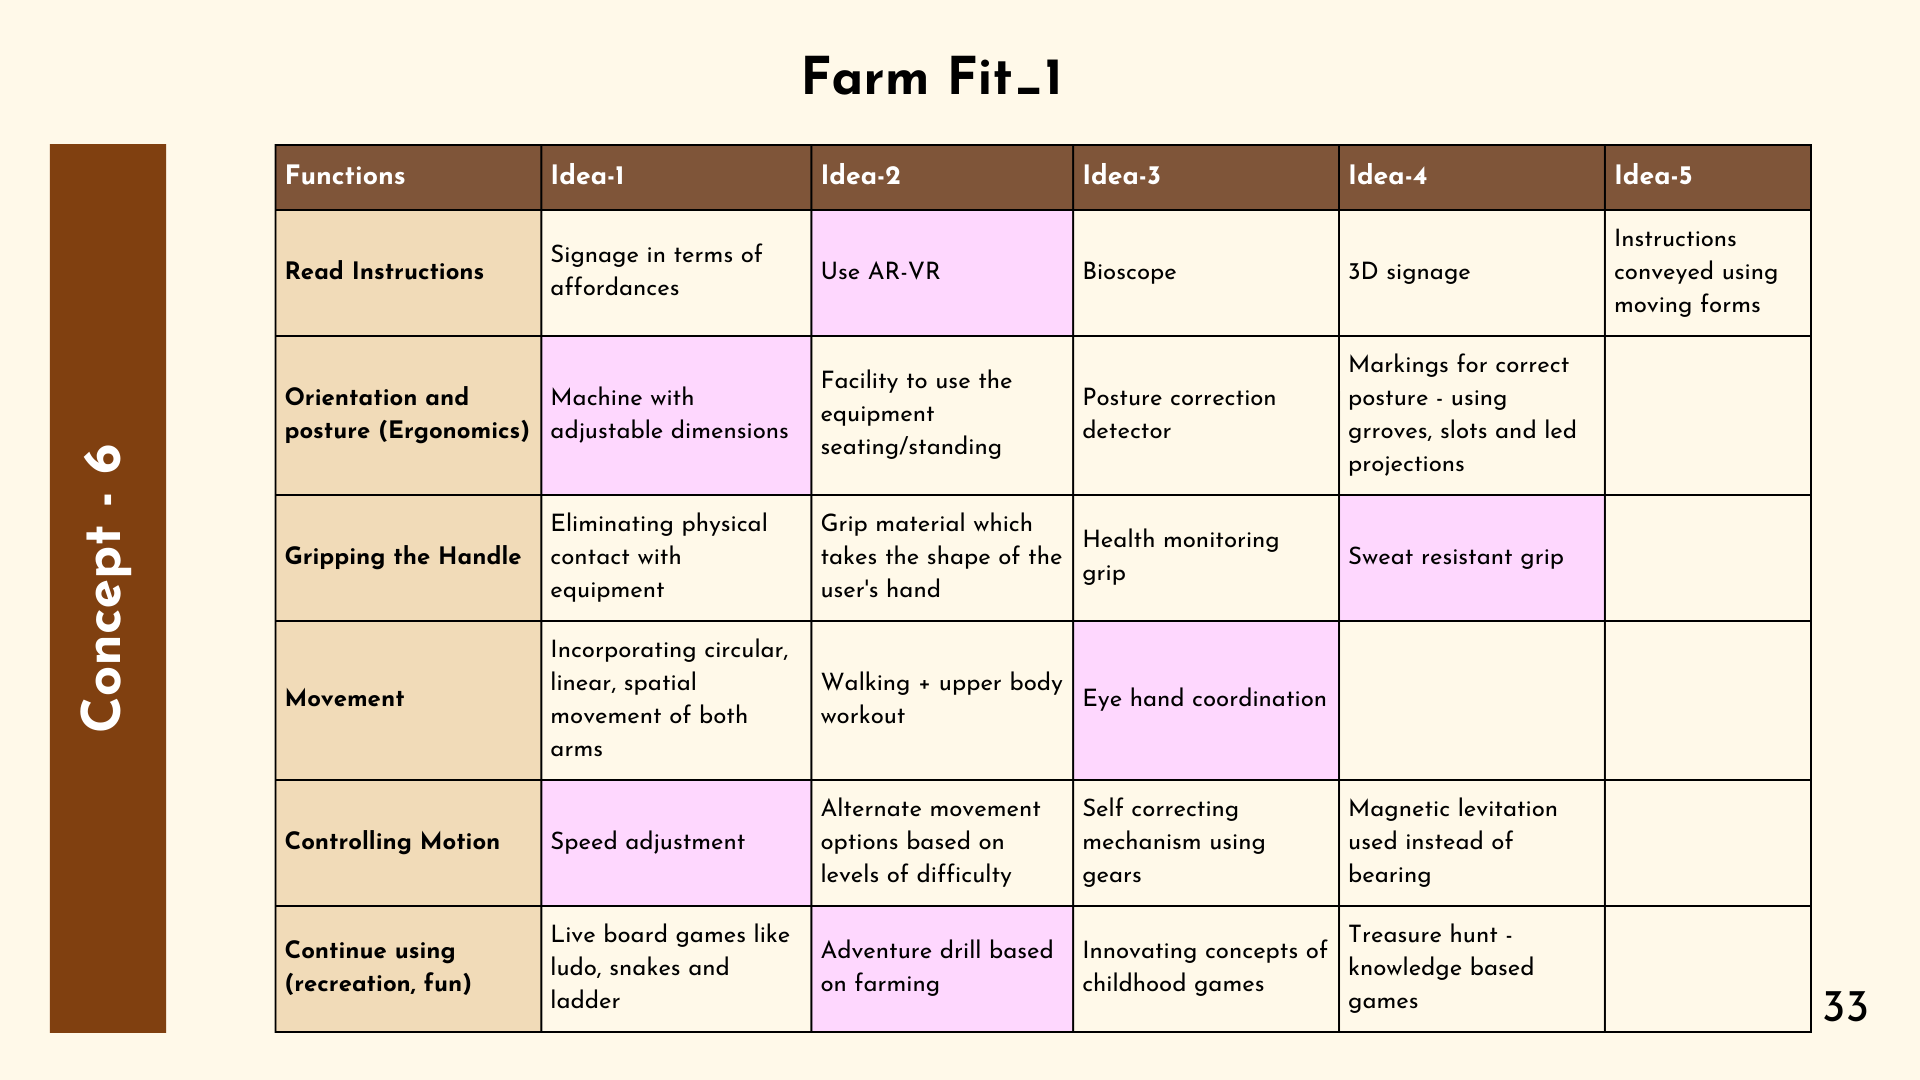 Farm Fit_1
Concept - 6
Functions
Idea-1
Idea-2
Idea-3
Idea-4
Idea-5
Read Instructions
Signage in terms of
affordances
Use AR-VR
Bioscope
3D signage
Instructions
conveyed using
moving forms
Orientation and
posture (Ergonomics)
Machine with
adjustable dimensions
Facility to use the
equipment
seating/standing
Posture correction
detector
Markings for correct
posture - using
grroves, slots and led
projections
Gripping the Handle
Eliminating physical
contact with
equipment
Grip material which
takes the shape of the
user's hand
Health monitoring
grip
Sweat resistant grip
Movement
Incorporating circular,
linear, spatial
movement of both
arms
Walking + upper body
workout
Eye hand coordination
Controlling Motion
Speed adjustment
Alternate movement
options based on
levels of difficulty
Self correcting
mechanism using
gears
Magnetic levitation
used instead of
bearing
Continue using
(recreation, fun)
Live board games like
ludo, snakes and
ladder
Adventure drill based
on farming
Innovating concepts of
childhood games
Treasure hunt -
knowledge based
games
33